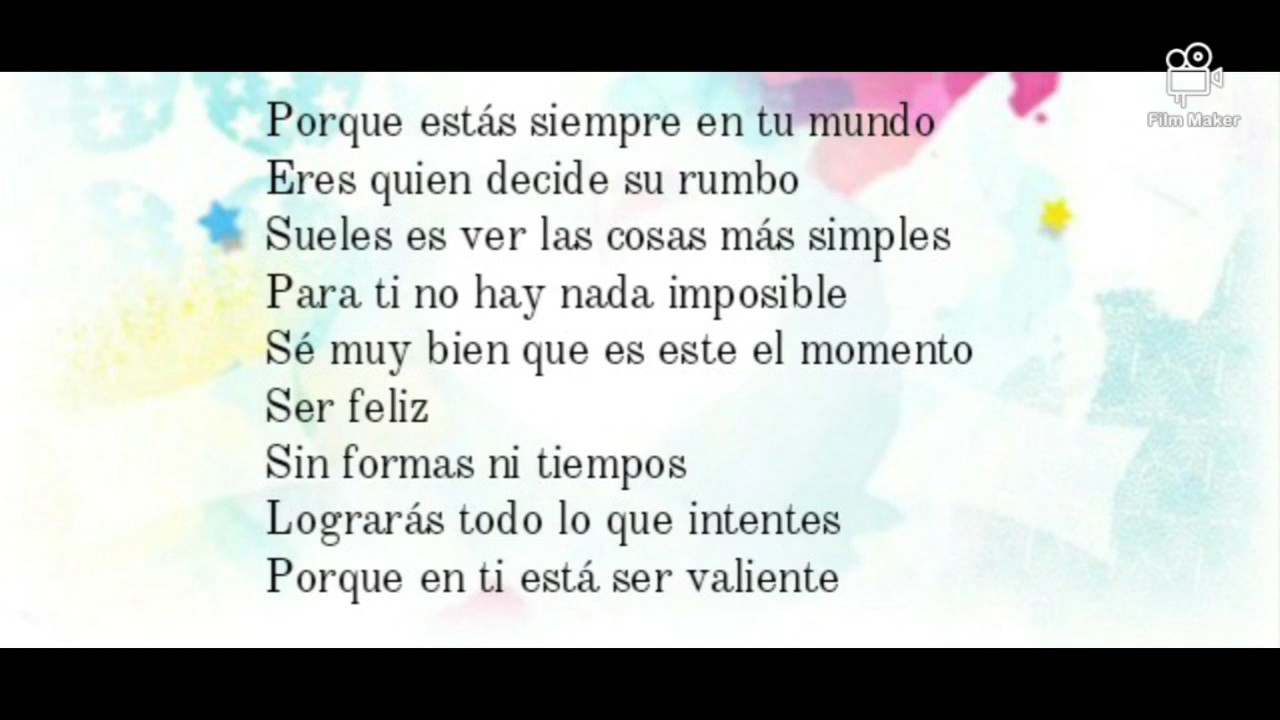 Film Maker
Porque estás siempre en tu mundo
Eres quien decide su rumbo
Sueles es ver las cosas más simples
Para ti no hay nada imposible
Sé muy bien que es este el momento
Ser feliz
Sin formas ni tiempos
Lograrás todo lo que intentes
Porque en ti está ser valiente